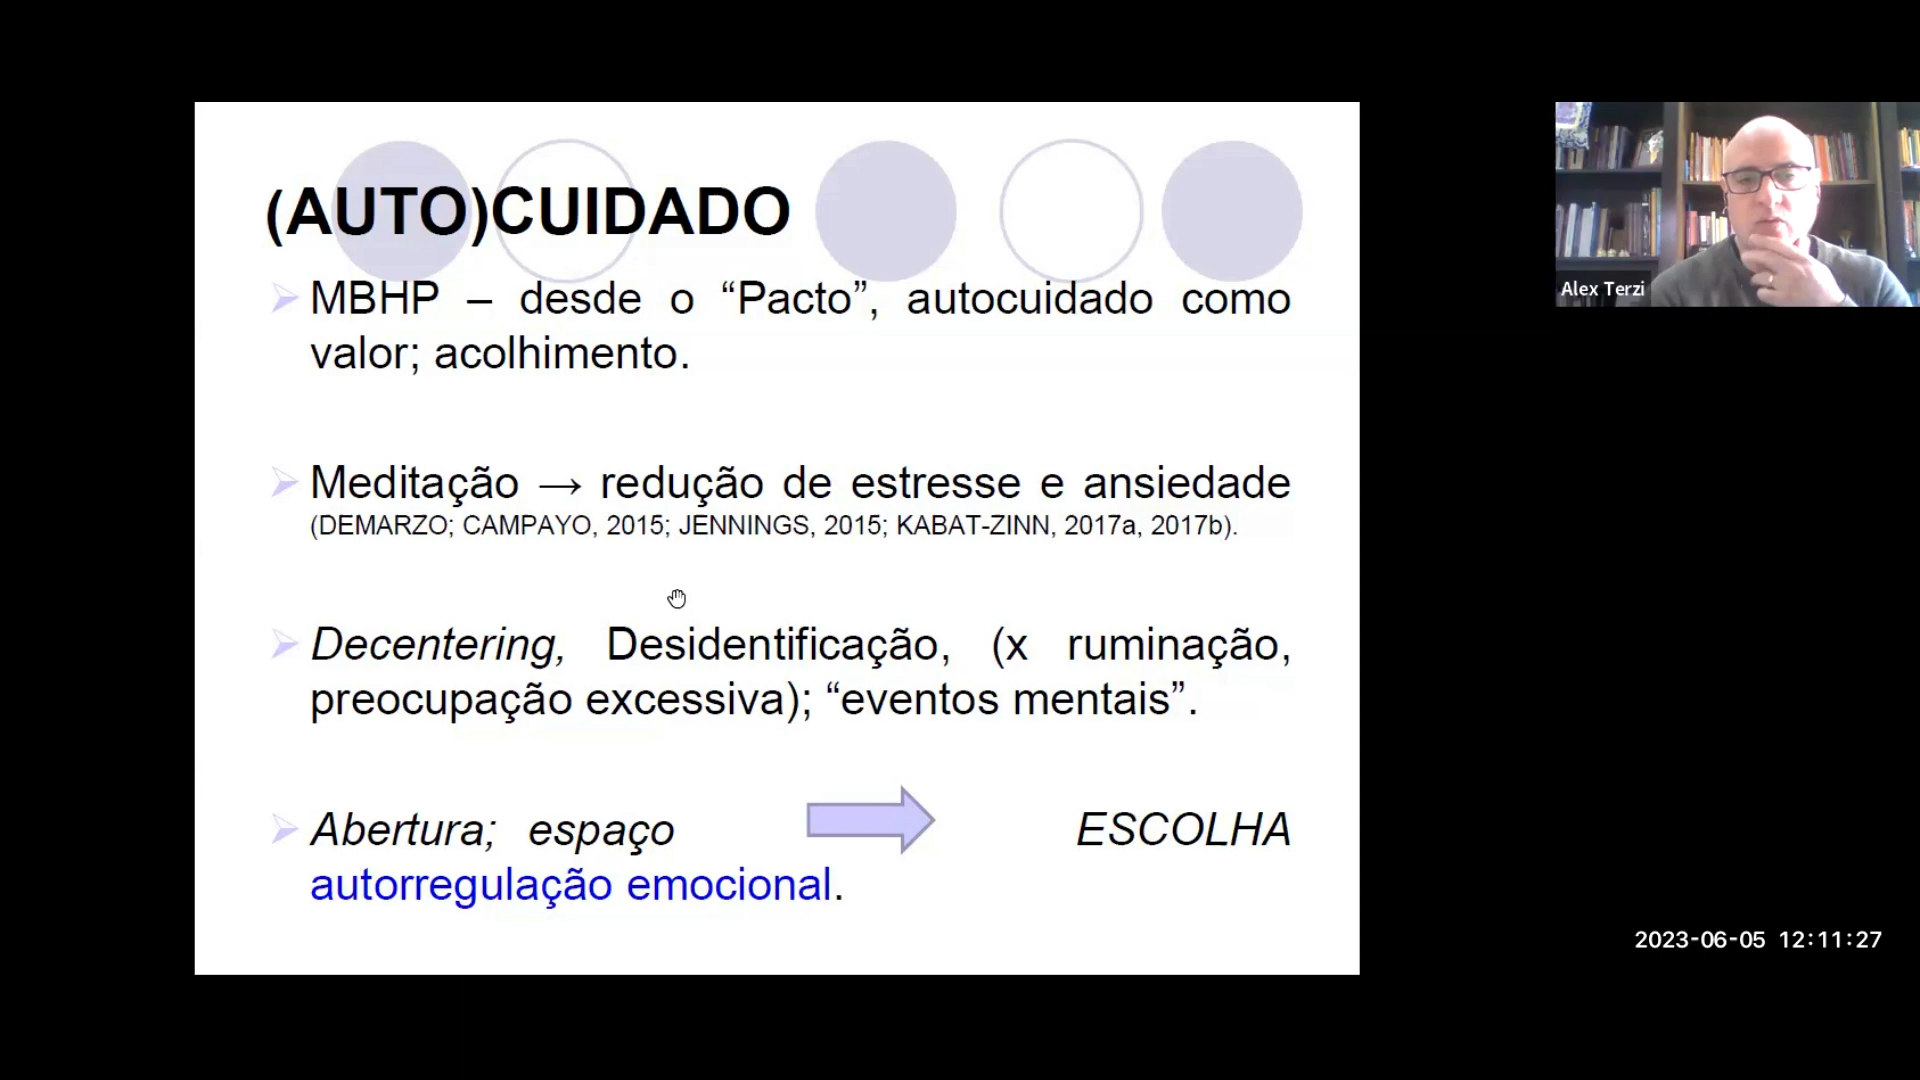 (AUTO)CUIDADO
MBHP – desde o “Pacto”, autocuidado como
valor; acolhimento.
Meditação → redução de estresse e ansiedade
(DEMARZO; CAMPAYO, 2015; JENNINGS, 2015; KABAT-ZINN, 2017a, 2017b).
Decentering, Desidentificação, (x ruminação,
preocupação excessiva); “eventos mentais”.
Abertura; espaço ESCOLHA
autorregulação emocional.
Alex Terzi
2023-06-05 12:11:27